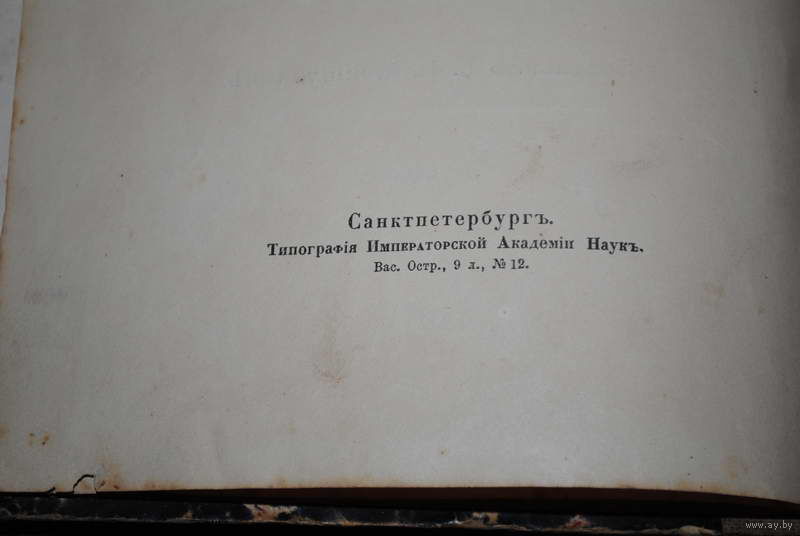 Санктпетербургъ.
Типографія Императорской Академіи Наукъ.
Вас. Остр., 9 л., № 12.
www.ay.by